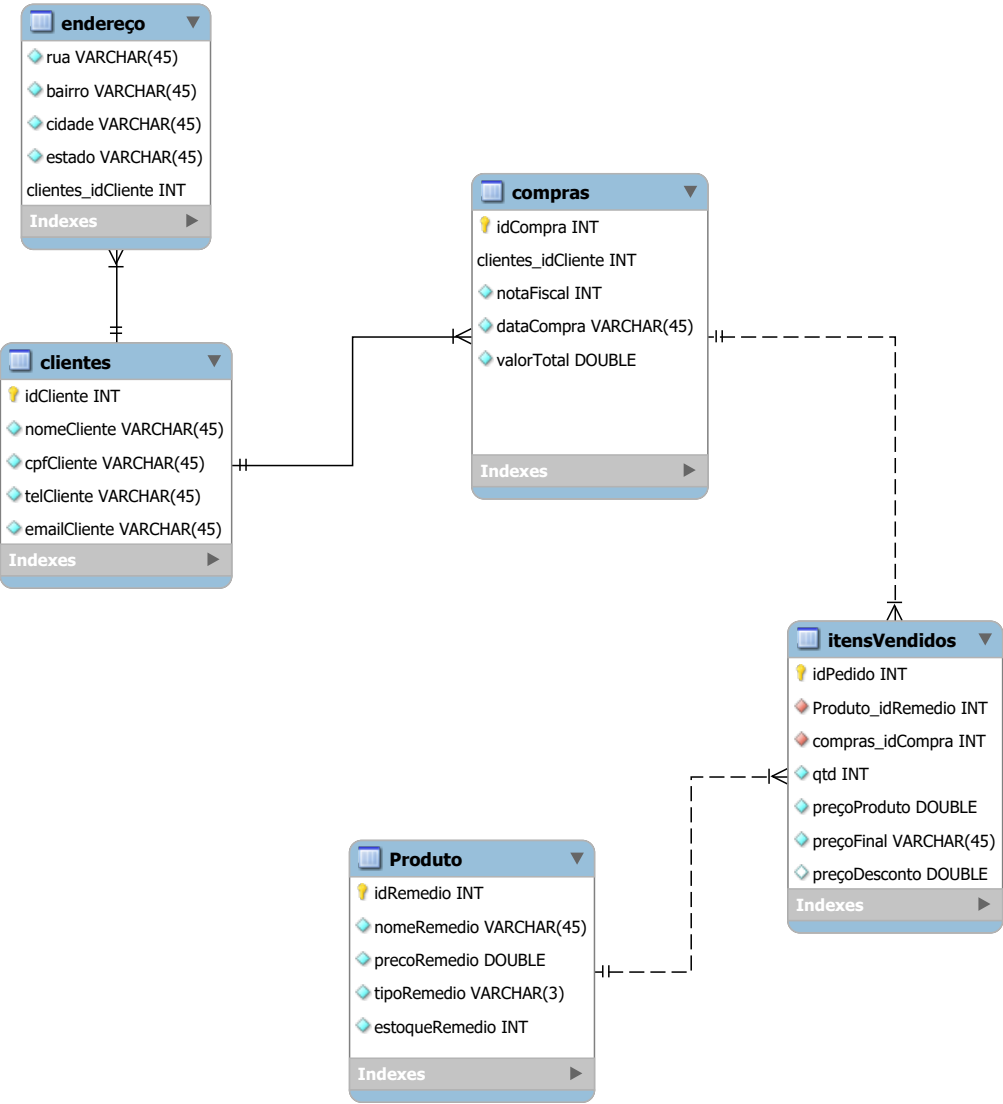 endereço
rua VARCHAR(45)
bairro VARCHAR(45)
cidade VARCHAR(45)
estado VARCHAR(45)
clientes_idCliente INT
Indexes
clientes
idCliente INT
nomeCliente VARCHAR(45)
cpfCliente VARCHAR(45)
telCliente VARCHAR(45)
emailCliente VARCHAR(45)
Indexes
compras
idCompra INT
clientes_idCliente INT
notaFiscal INT
dataCompra VARCHAR(45)
valorTotal DOUBLE
Indexes
itensVendidos
idPedido INT
Produto_idRemedio INT
compras_idCompra INT
qtd INT
preçoProduto DOUBLE
preçoFinal VARCHAR(45)
preçoDesconto DOUBLE
Indexes
Produto
idRemedio INT
nomeRemedio VARCHAR(45)
precoRemedio DOUBLE
tipoRemedio VARCHAR(3)
estoqueRemedio INT
Indexes